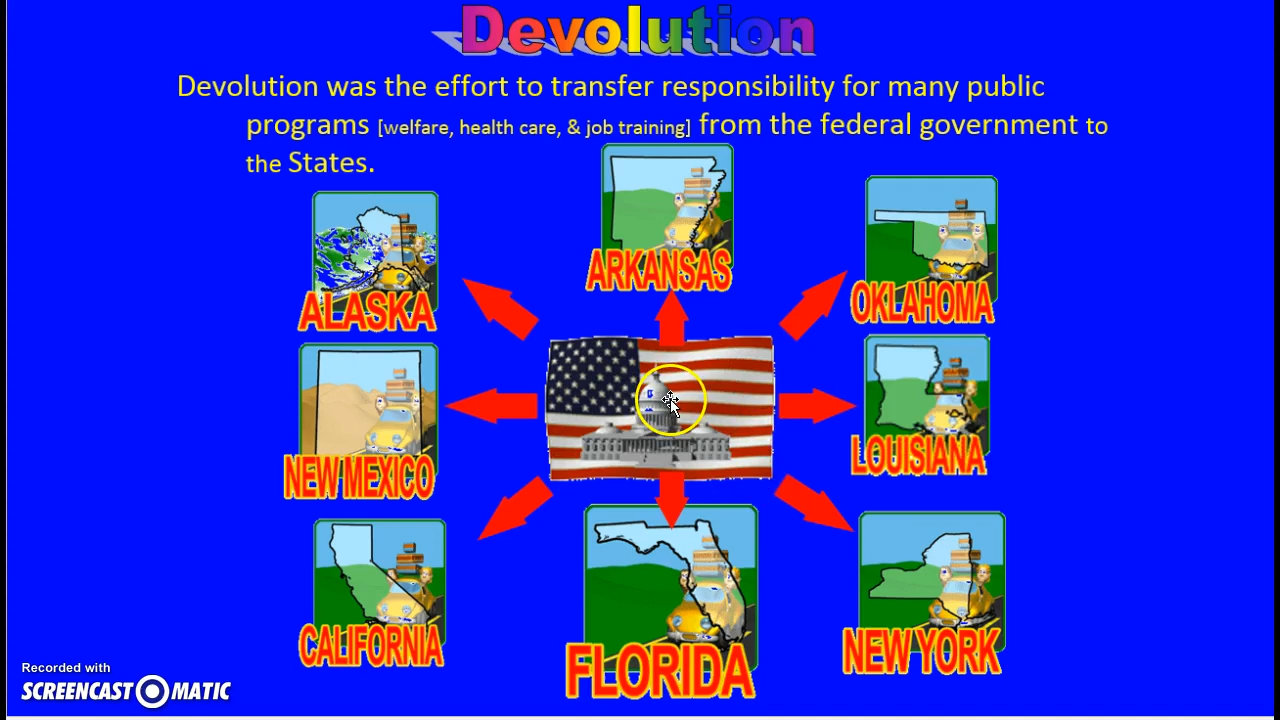 Devolution
Devolution was the effort to transfer responsibility for many public
programs [welfare, health care, & job training] from the federal government to
the States.
ARKANSAS
ALASKA
OKLAHOMA
NEW MEXICO
LOUISIANA
CALIFORNIA
FLORIDA
NEW YORK
Recorded with
SCREENCAST MATIC